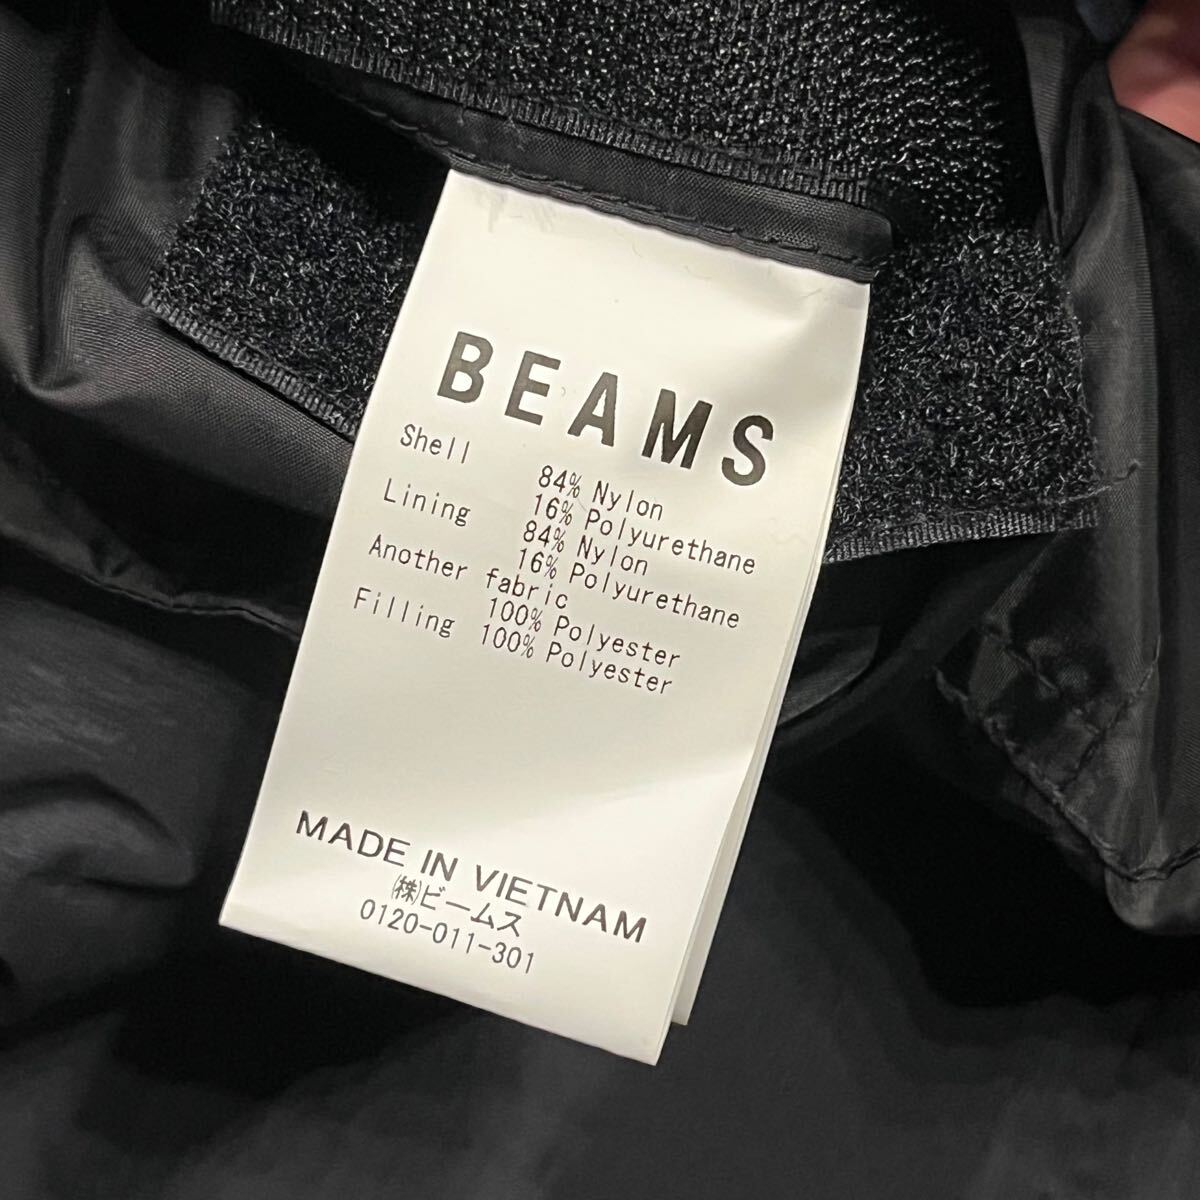 BEAMS
Shell
84% Nylon
16% Polyurethane
Lining
84% Nylon
16% Polyurethane
Another fabric
100% Polyester
Filling 100% Polyester
MADE IN VIETNAM
㈱ビームス
0120-011-301